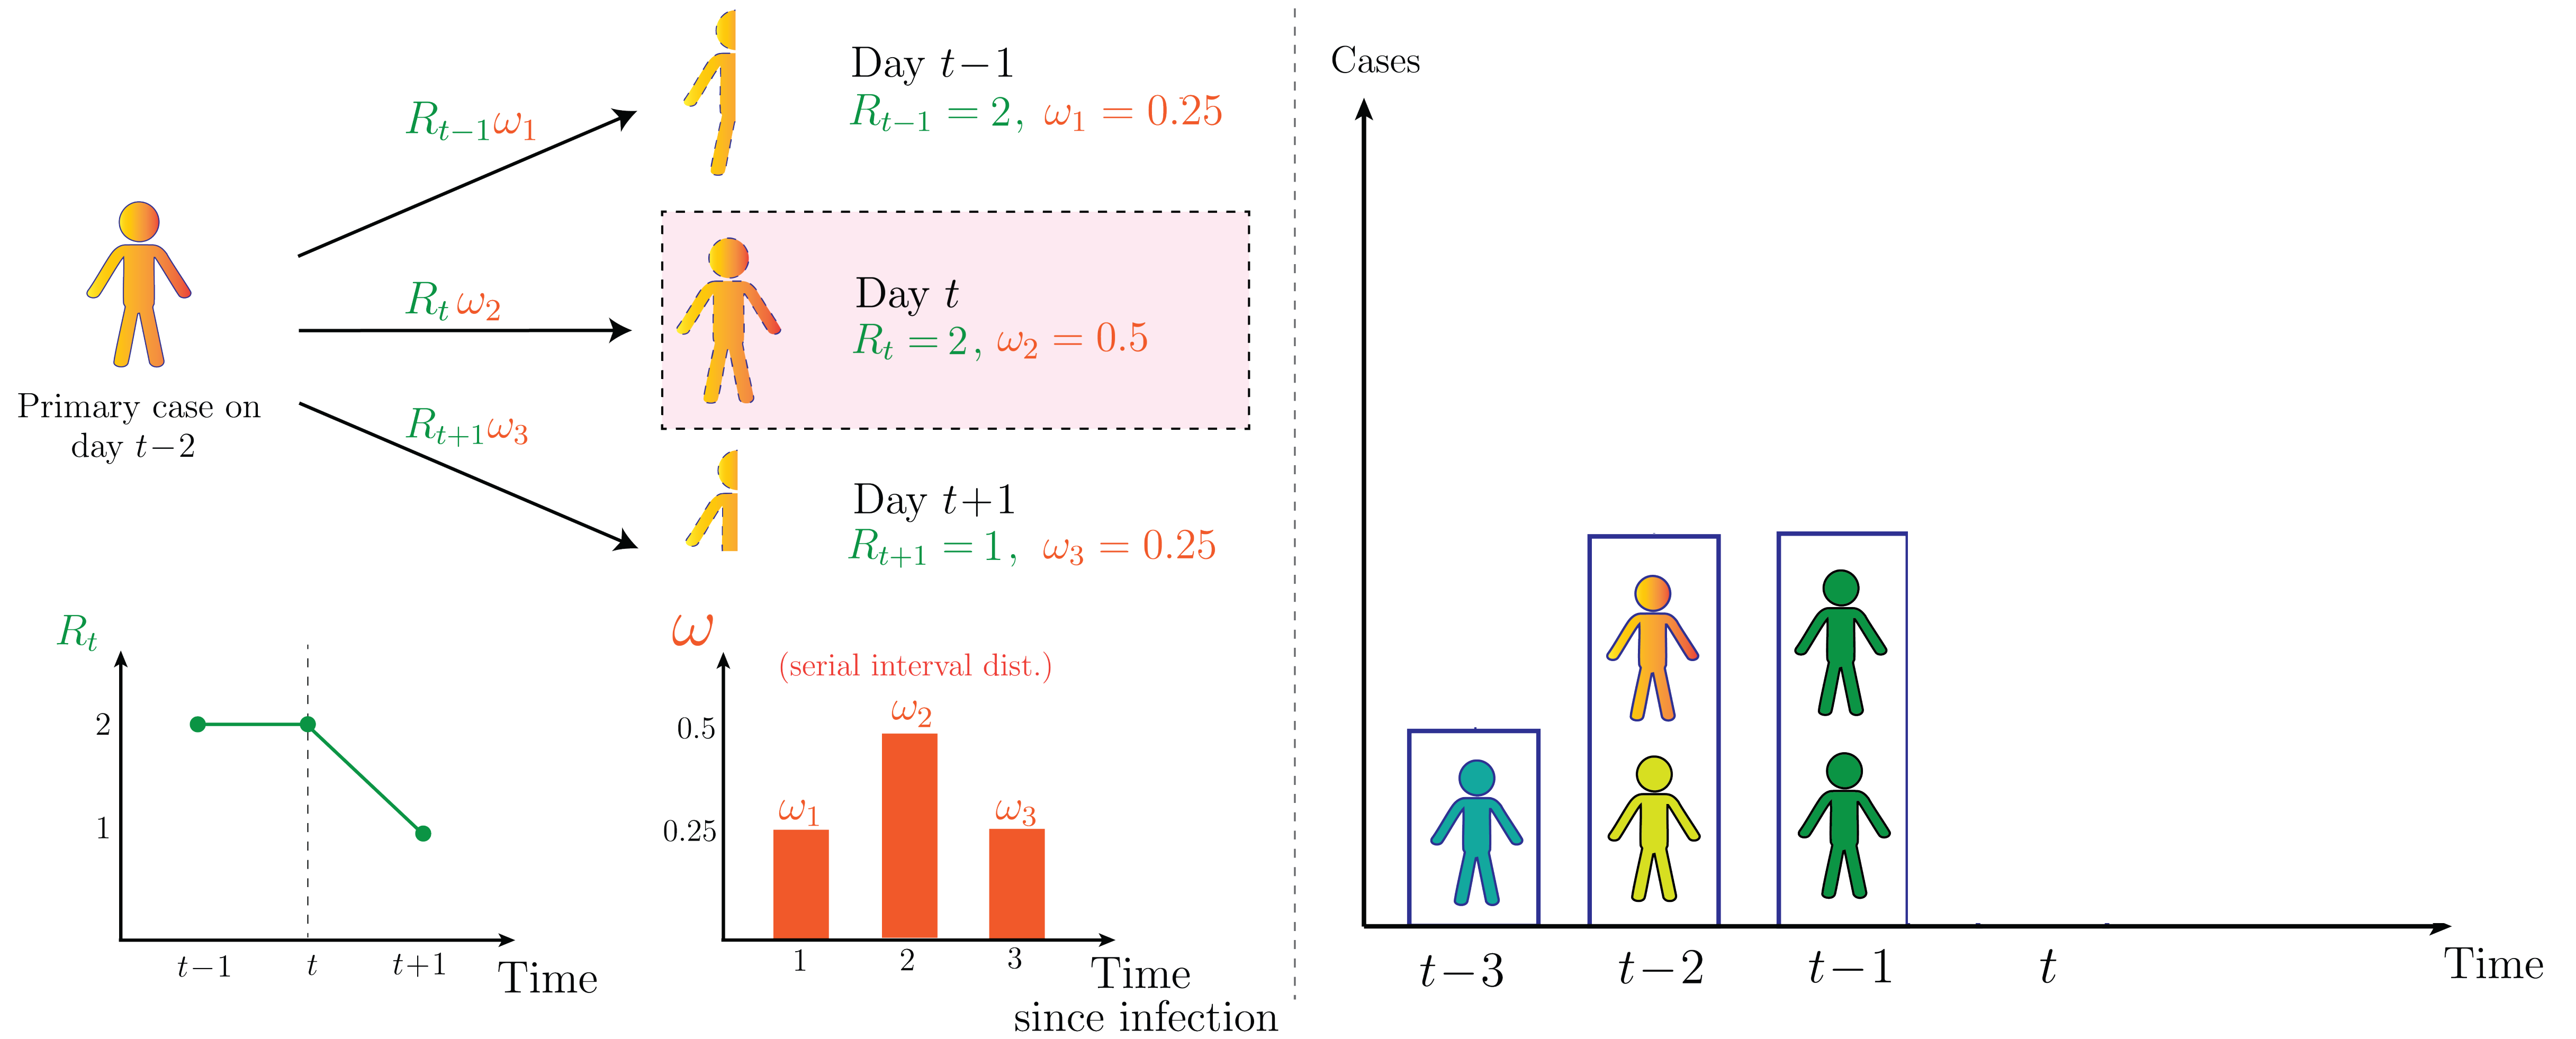 R_{t−1}ω_1
Day t−1
R_{t−1} = 2, ω_1 = 0.25
R_t ω_2
Day t
R_t = 2, ω_2 = 0.5
Primary case on
day t−2
R_{t+1}ω_3
Day t+1
R_{t+1} = 1, ω_3 = 0.25
R_t
2
1
t−1
t
t+1
Time
ω
(serial interval dist.)
0.5
0.25
ω_1
ω_2
ω_3
1
2
3
Time
since infection
Cases
t−3
t−2
t−1
t
Time